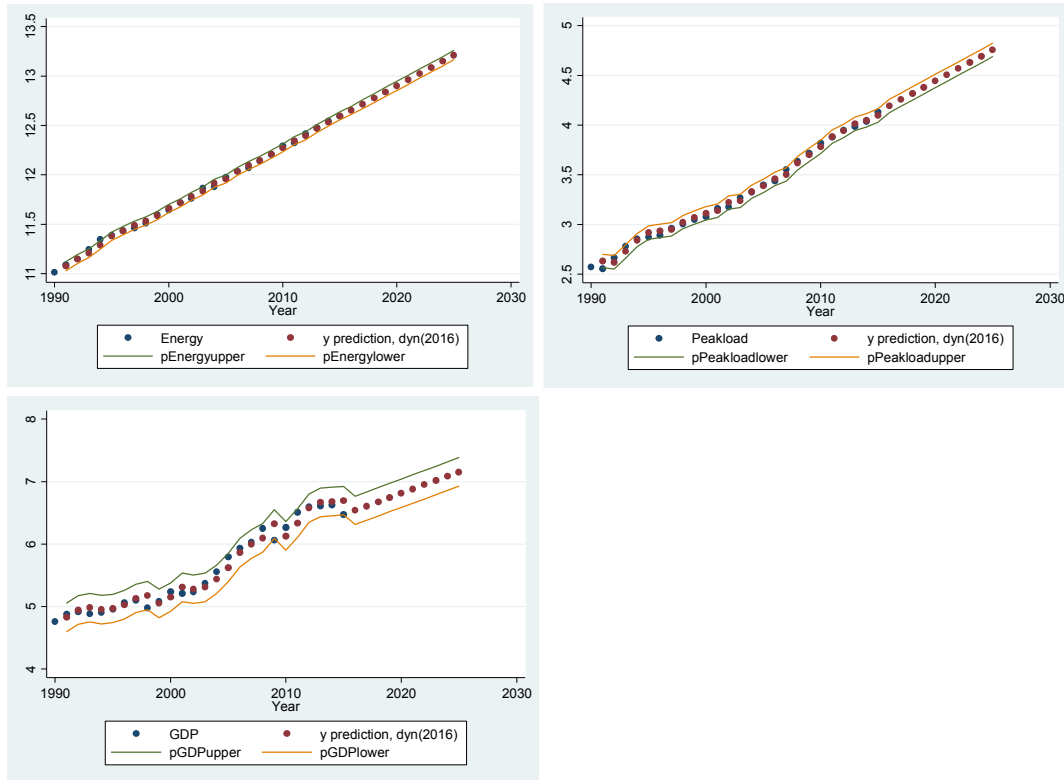 13.5
13
12.5
12
11.5
11
1990 2000 2010 2020 2030
Year
Energy y prediction, dyn(2016)
pEnergyupper pEnergylower
5
4.5
4
3.5
3
2.5
1990 2000 2010 2020 2030
Year
Peakload y prediction, dyn(2016)
pPeakloadlower pPeakloadupper
8
7
6
5
4
1990 2000 2010 2020 2030
Year
GDP y prediction, dyn(2016)
pGDPupper pGDPlower